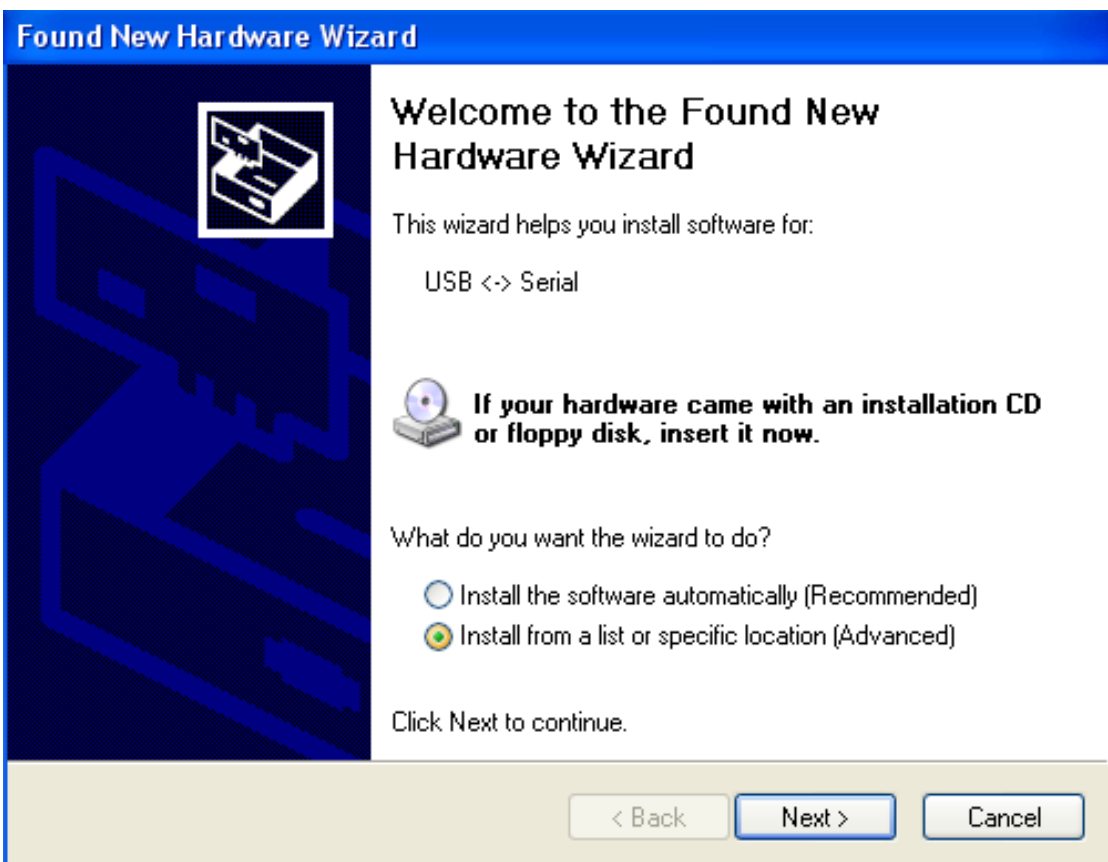 Found New Hardware Wizard
Welcome to the Found New
Hardware Wizard
This wizard helps you install software for:
USB <-> Serial
If your hardware came with an installation CD
or floppy disk, insert it now.
What do you want the wizard to do?
Install the software automatically (Recommended)
Install from a list or specific location (Advanced)
Click Next to continue.
< Back Next > Cancel